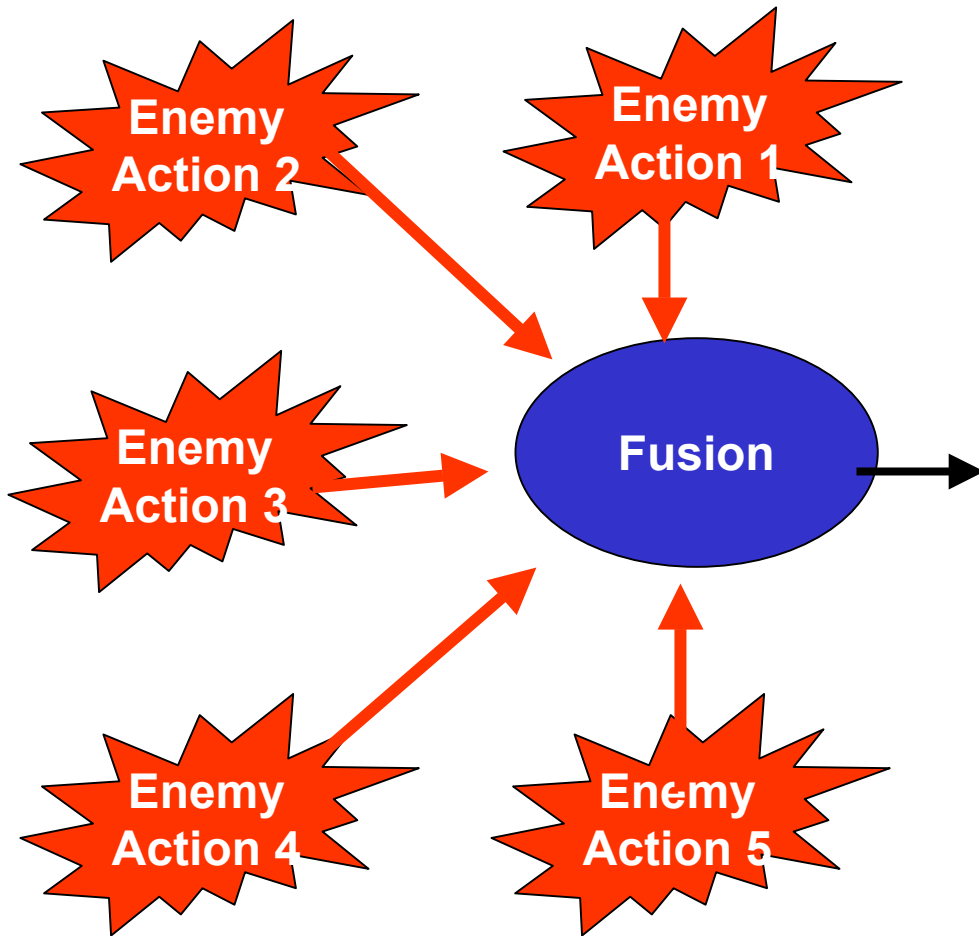 Enemy
Action 2
Enemy
Action 1
Enemy
Action 3
Fusion
Enemy
Action 4
Enemy
Action 5